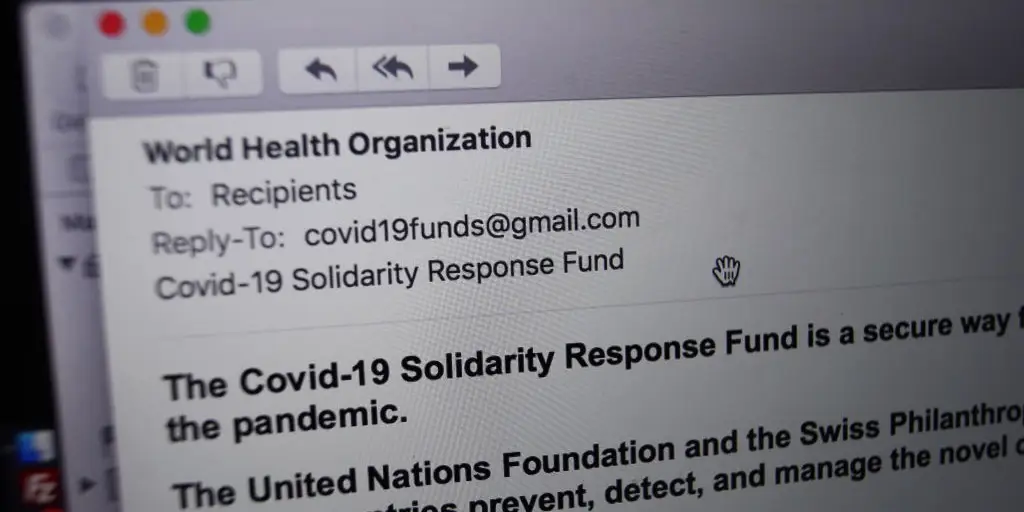 World Health Organization
To: Recipients
Reply-To: covid19funds@gmail.com
Covid-19 Solidarity Response Fund
The Covid-19 Solidarity Response Fund is a secure way
the pandemic.
The United Nations Foundation and the Swiss
prevent, detect, and manage the novel
Fz